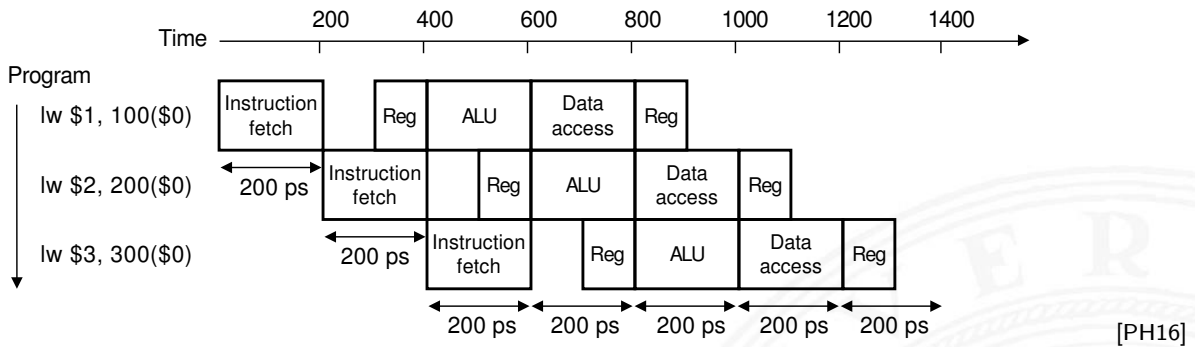 200 400 600 800 1000 1200 1400
Time
Program
lw $1, 100($0) Instruction fetch Reg ALU Data access Reg
200 ps
lw $2, 200($0) Instruction fetch Reg ALU Data access Reg
200 ps
lw $3, 300($0) Instruction fetch Reg ALU Data access Reg
200 ps 200 ps 200 ps 200 ps 200 ps
[PH16]
V E R